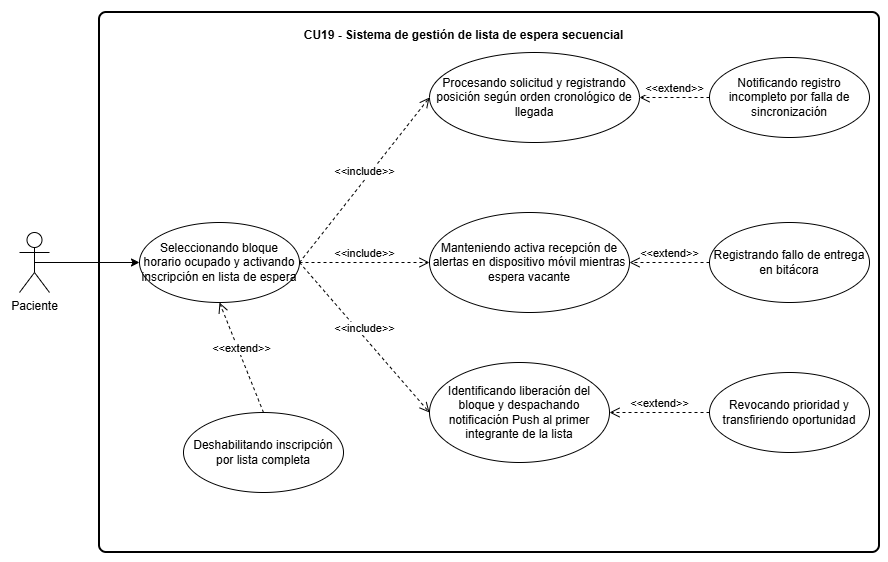 CU19 - Sistema de gestión de lista de espera secuencial
Procesando solicitud y registrando
posición según orden cronológico de
llegada
<<extend>>
Notificando registro
incompleto por falla de
sincronización
<<include>>
Seleccionando bloque
horario ocupado y activando
inscripción en lista de espera
<<include>>
Manteniendo activa recepción de
alertas en dispositivo móvil mientras
espera vacante
<<extend>>
Registrando fallo de entrega
en bitácora
Paciente
<<include>>
<<extend>>
Identificando liberación del
bloque y despachando
notificación Push al primer
integrante de la lista
<<extend>>
Revocando prioridad y
transfiriendo oportunidad
Deshabilitando inscripción
por lista completa